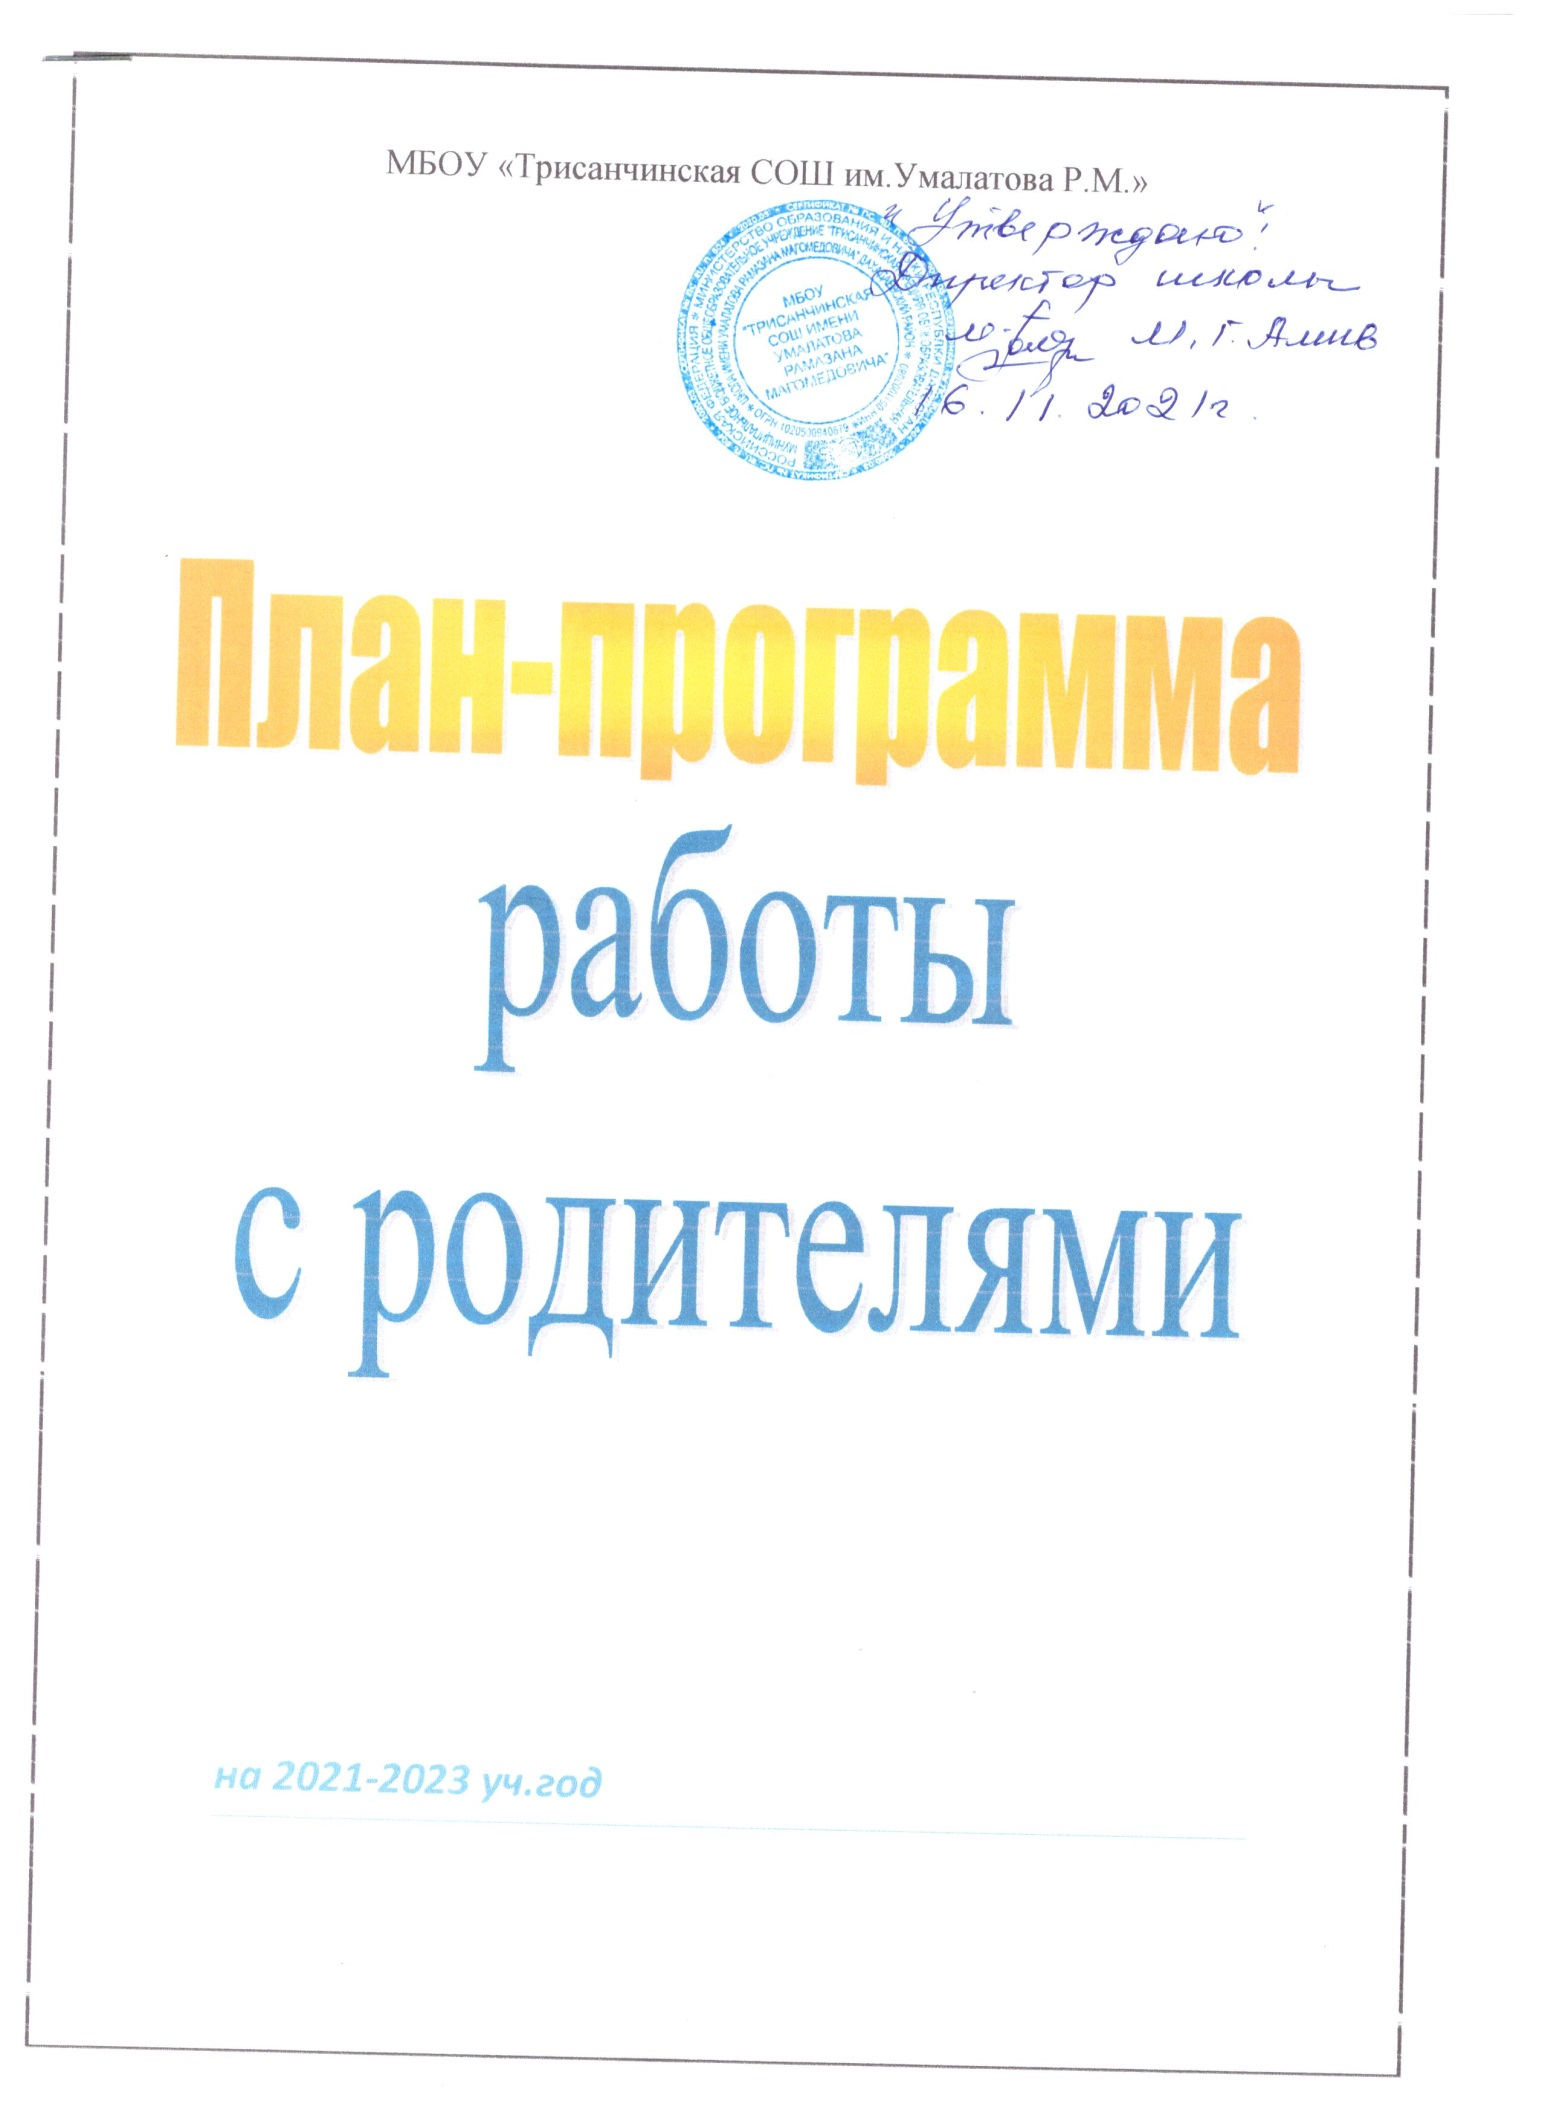 МБОУ «Трисанчинская СОШ им.Умалатова Р.М.»
"Утверждаю":
Директор школы
М.Г.Алиев
16.11.2021г.
МБОУ
"ТРИСАНЧИНСКАЯ
СОШ ИМЕНИ
УМАЛАТОВА
РАМАЗАНА
МАГОМЕДОВИЧА"
План-программа
работы
с родителями
на 2021-2023 уч.год